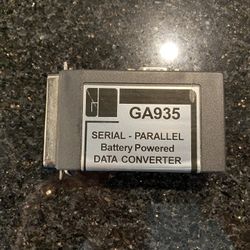 GA935
SERIAL - PARALLEL
Battery Powered
DATA CONVERTER